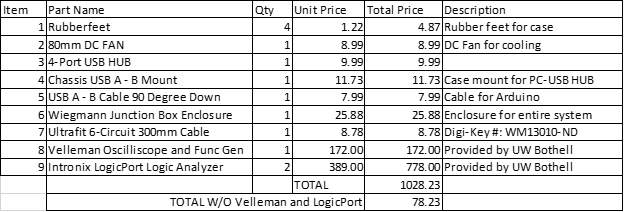 Item Part Name Qty Unit Price Total Price Description
1 Rubberfeet 4 1.22 4.87 Rubber feet for case
2 80mm DC FAN 1 8.99 8.99 DC Fan for cooling
3 4-Port USB HUB 1 9.99 9.99
4 Chassis USB A - B Mount 1 11.73 11.73 Case mount for PC-USB HUB
5 USB A - B Cable 90 Degree Down 1 7.99 7.99 Cable for Arduino
6 Wiegmann Junction Box Enclosure 1 25.88 25.88 Enclosure for entire system
7 Ultrafit 6-Circuit 300mm Cable 1 8.78 8.78 Digi-Key #: WM13010-ND
8 Velleman Oscilliscope and Func Gen 1 172.00 172.00 Provided by UW Bothell
9 Intronix LogicPort Logic Analyzer 2 389.00 778.00 Provided by UW Bothell
TOTAL 1028.23
TOTAL W/O Velleman and LogicPort 78.23